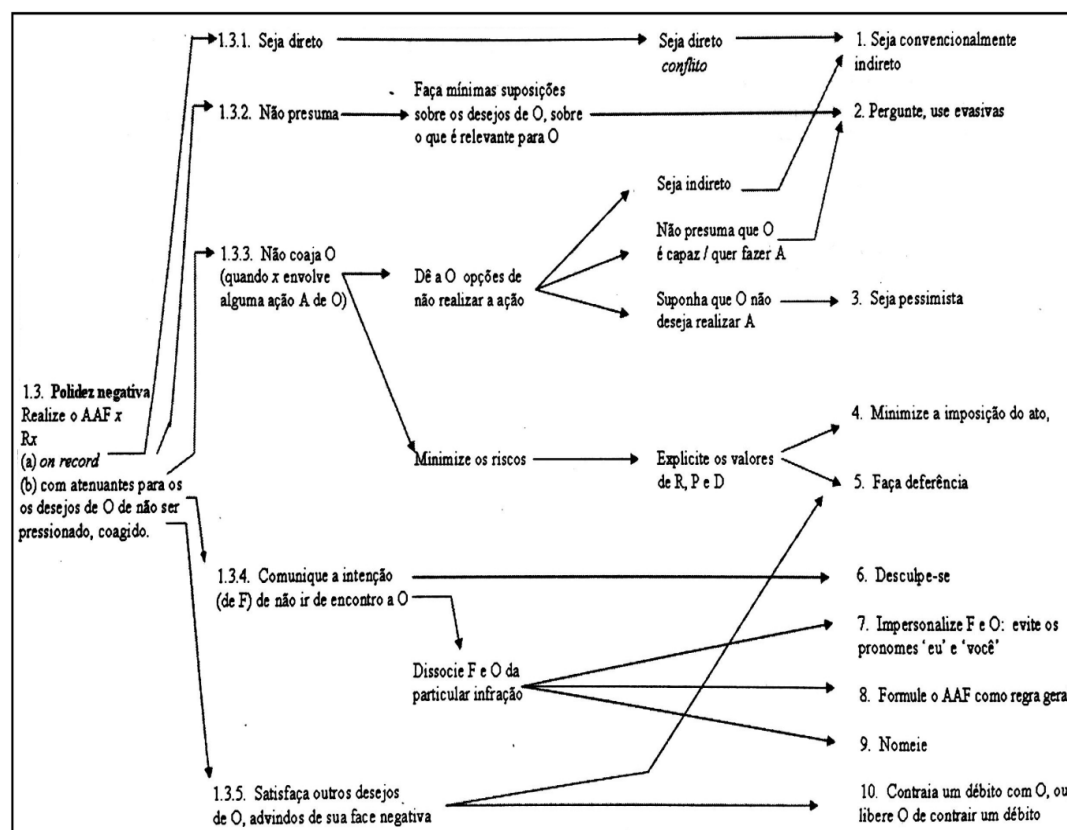 1.3.1. Seja direto
Seja direto
conflito
1. Seja convencionalmente
indireto
1.3.2. Não presuma
Faça mínimas suposições
sobre os desejos de O, sobre
o que é relevante para O
2. Pergunte, use evasivas
Seja indireto
1.3.3. Não coaja O
(quando x envolve
alguma ação A de O)
Dê a O opções de
não realizar a ação
Não presuma que O
é capaz / quer fazer A
Suponha que O não
deseja realizar A
3. Seja pessimista
1.3. Polidez negativa
Realize o AAF x
Rx
(a) on record
(b) com atenuantes para os
os desejos de O de não ser
pressionado, coagido.
Minimize os riscos
Explicite os valores
de R, P e D
4. Minimize a imposição do ato,
5. Faça deferência
1.3.4. Comunique a intenção
(de F) de não ir de encontro a O
6. Desculpe-se
Dissocie F e O da
particular infração
7. Impersonalize F e O: evite os
pronomes ‘eu’ e ‘você’
8. Formule o AAF como regra gera
9. Nomeie
1.3.5. Satisfaça outros desejos
de O, advindos de sua face negativa
10. Contraia um débito com O, ou
libere O de contrair um débito